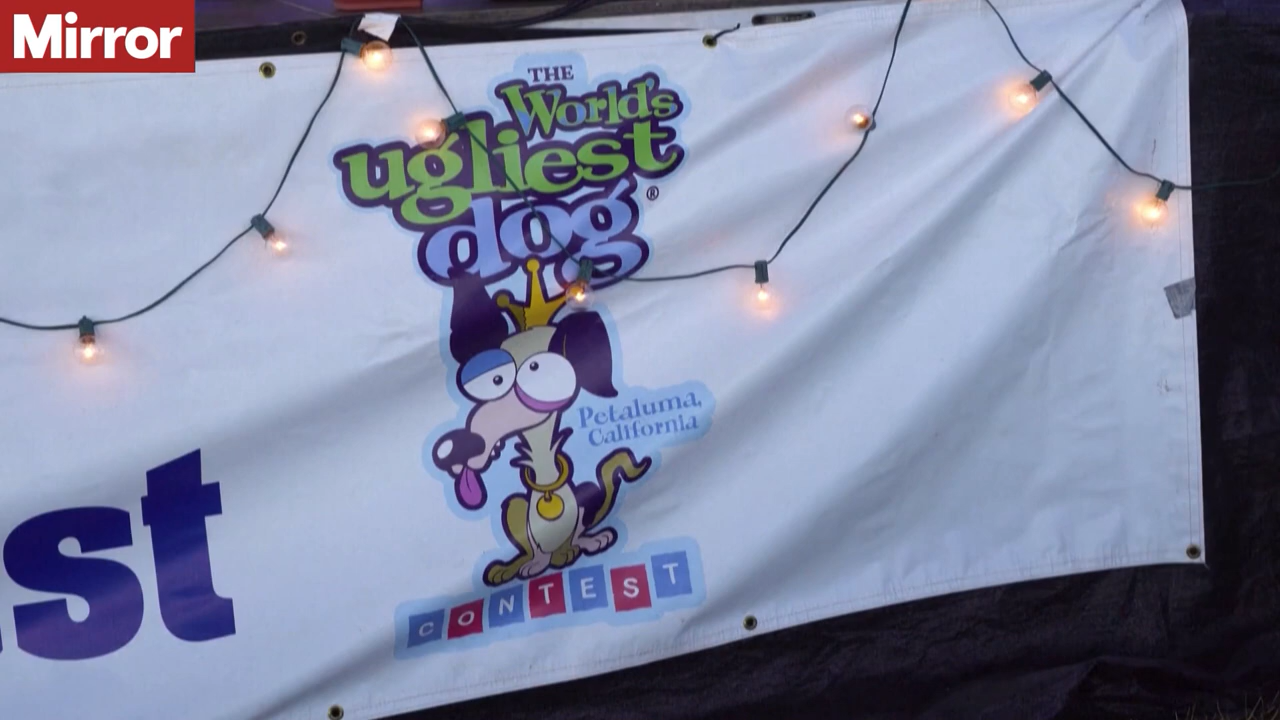 Mirror
THE
World's
ugliest
dog®
Petaluma,
California
CONTEST
st